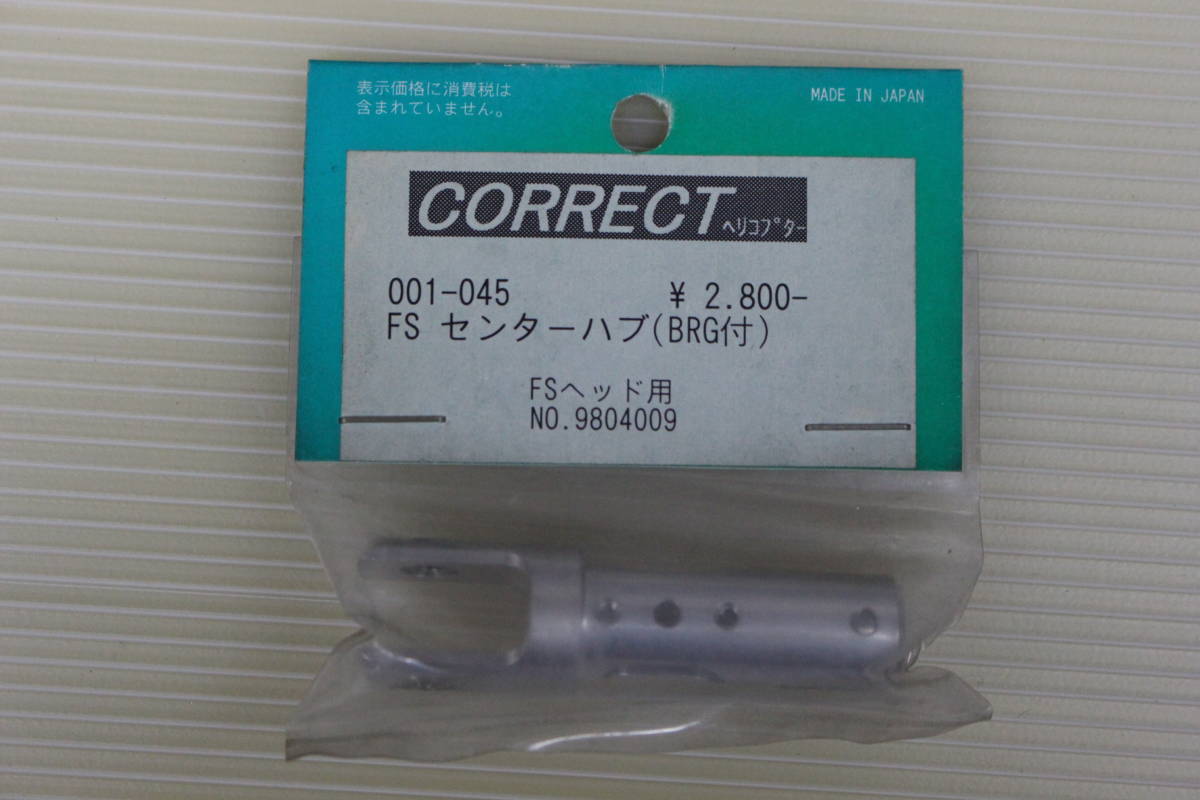 表示価格に消費税は
含まれていません。
MADE IN JAPAN
CORRECT ヘリコプター
001-045 ¥ 2.800-
FS センターハブ(BRG付)
FSヘッド用
NO.9804009